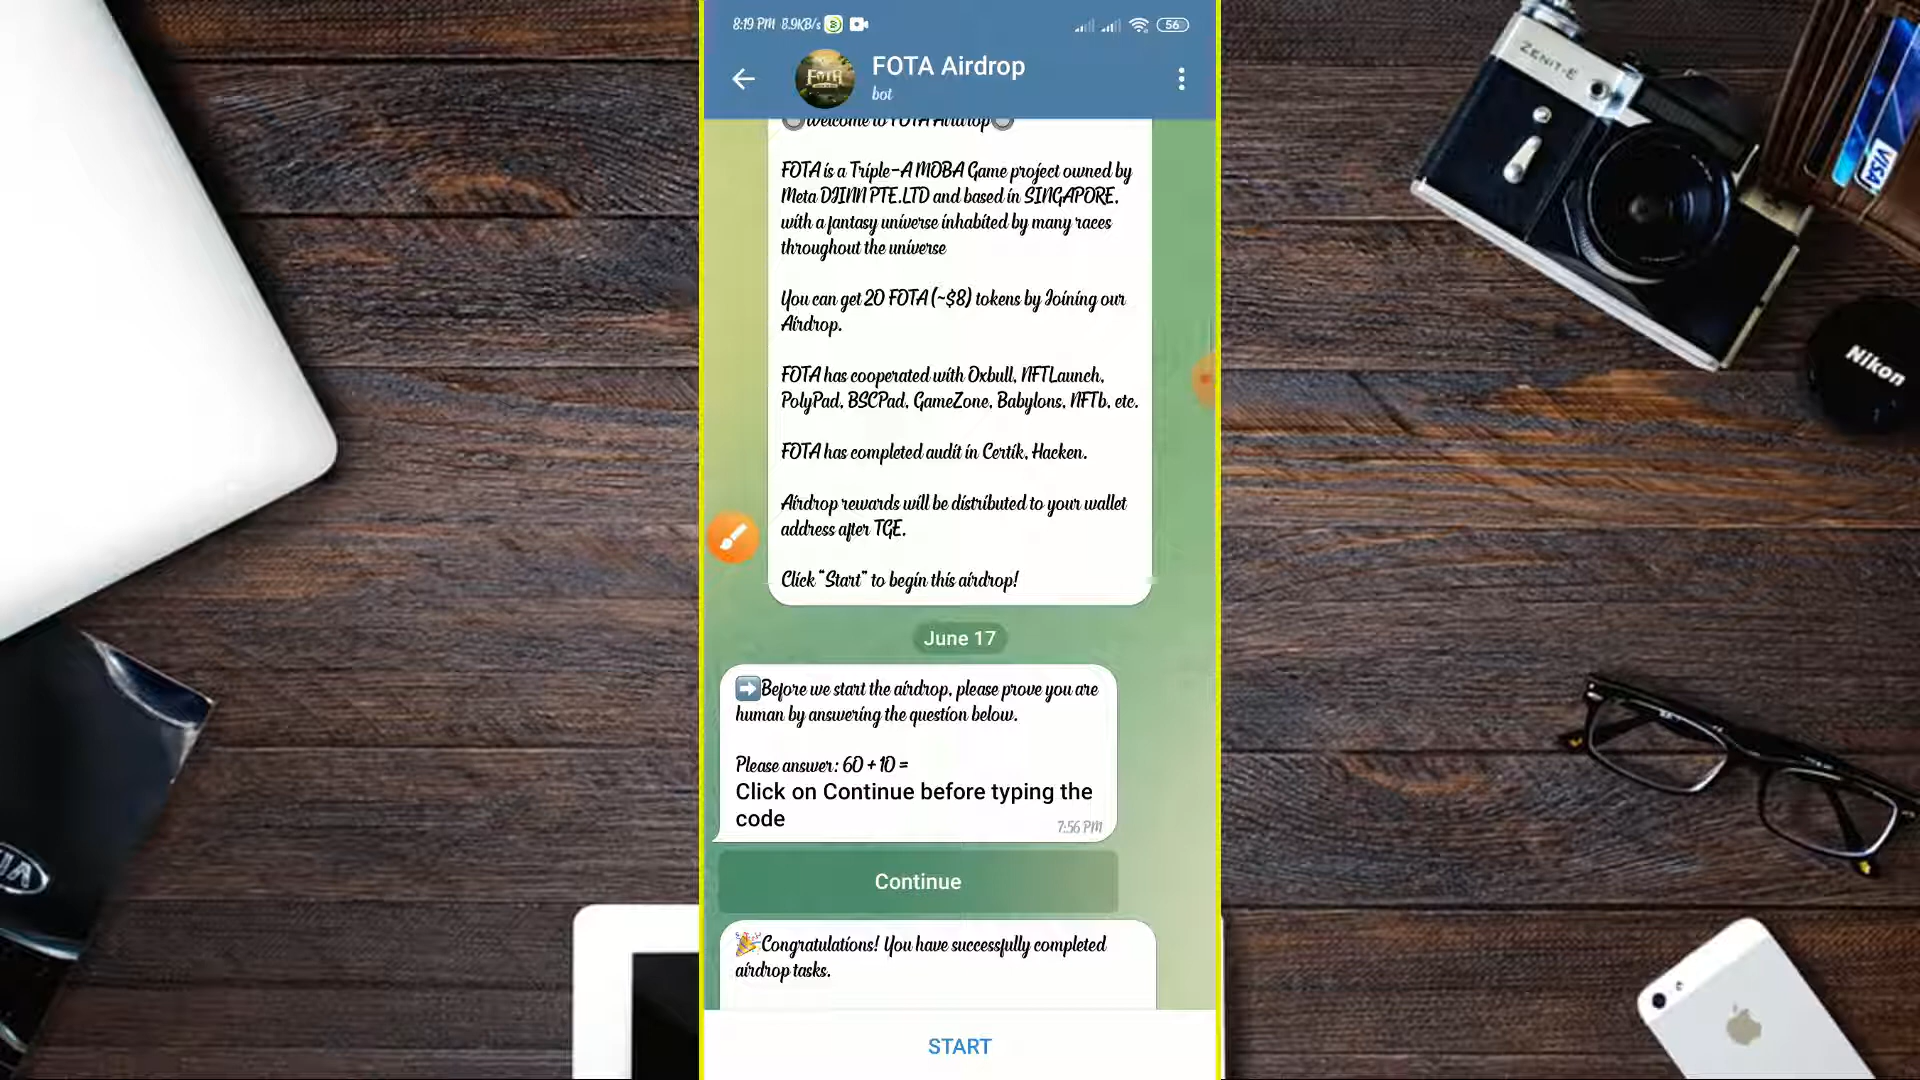 8:19 PM 8.9KB/s
56
FOTA Airdrop
bot
FOTA
Welcome to FOTA Airdrop
FOTA is a Triple-A MOBA Game project owned by
Meta DJINN PTE.LTD and based in SINGAPORE,
with a fantasy universe inhabited by many races
throughout the universe
You can get 20 FOTA (~$8) tokens by Joining our
Airdrop.
FOTA has cooperated with Oxbull, NFTLaunch,
PolyPad, BSCPad, GameZone, Babylons, NFTb, etc.
FOTA has completed audit in Certik, Hacken.
Airdrop rewards will be distributed to your wallet
address after TGE.
Click "Start" to begin this airdrop!
June 17
➡Before we start the airdrop, please prove you are
human by answering the question below.
Please answer: 60 + 10 =
Click on Continue before typing the
code
7:56 PM
Continue
🎉Congratulations! You have successfully completed
airdrop tasks.
START
ZENIT-E
VISA
Nikon